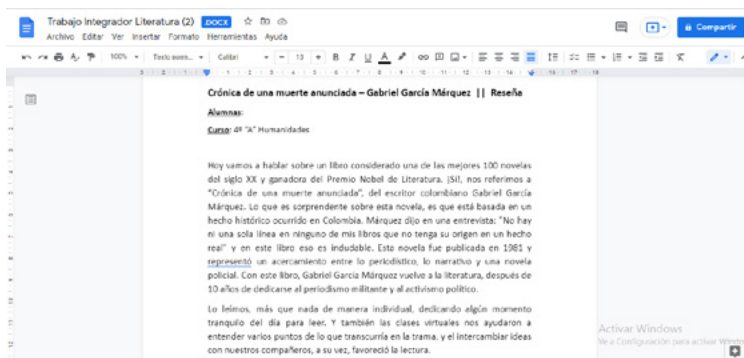 Trabajo Integrador Literatura (2) .DOCX
Archivo Editar Ver Insertar Formato Herramientas Ayuda
Compartir
100% Texto norm... Calibri 13
Crónica de una muerte anunciada – Gabriel García Márquez || Reseña
Alumnas:
Curso: 4º "A" Humanidades
Hoy vamos a hablar sobre un libro considerado una de las mejores 100 novelas
del siglo XX y ganadora del Premio Nobel de Literatura. ¡Sí!, nos referimos a
"Crónica de una muerte anunciada", del escritor colombiano Gabriel García
Márquez. Lo que es sorprendente sobre esta novela, es que está basada en un
hecho histórico ocurrido en Colombia. Márquez dijo en una entrevista: "No hay
ni una sola línea en ninguno de mis libros que no tenga su origen en un hecho
real" y en este libro eso es indudable. Esta novela fue publicada en 1981 y
representó un acercamiento entre lo periodístico, lo narrativo y una novela
policial. Con este libro, Gabriel García Márquez vuelve a la literatura, después de
10 años de dedicarse al periodismo militante y al activismo político.
Lo leímos, más que nada de manera individual, dedicando algún momento
tranquilo del día para leer. Y también las clases virtuales nos ayudaron a
entender varios puntos de lo que transcurría en la trama, y el intercambiar ideas
con nuestros compañeros, a su vez, favoreció la lectura.
Activar Windows
Ve a Configuración para activar Windows